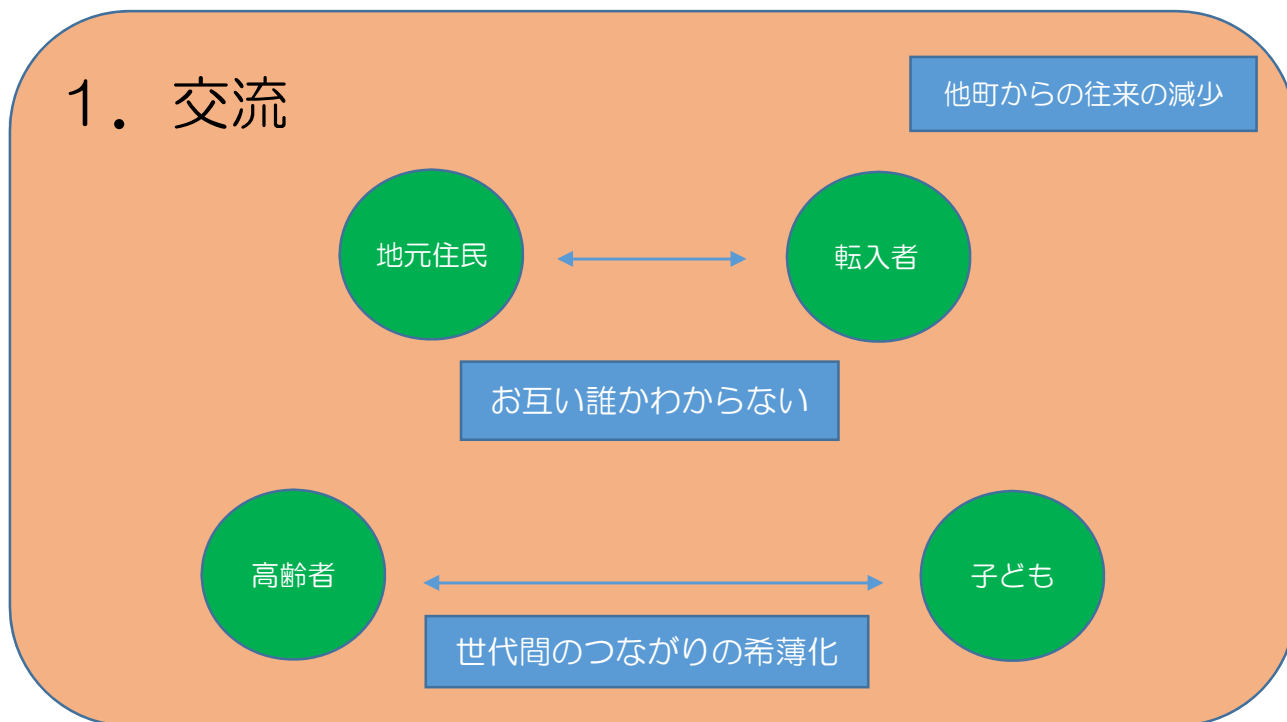 1. 交流
他町からの往来の減少
地元住民
転入者
お互い誰かわからない
高齢者
子ども
世代間のつながりの希薄化